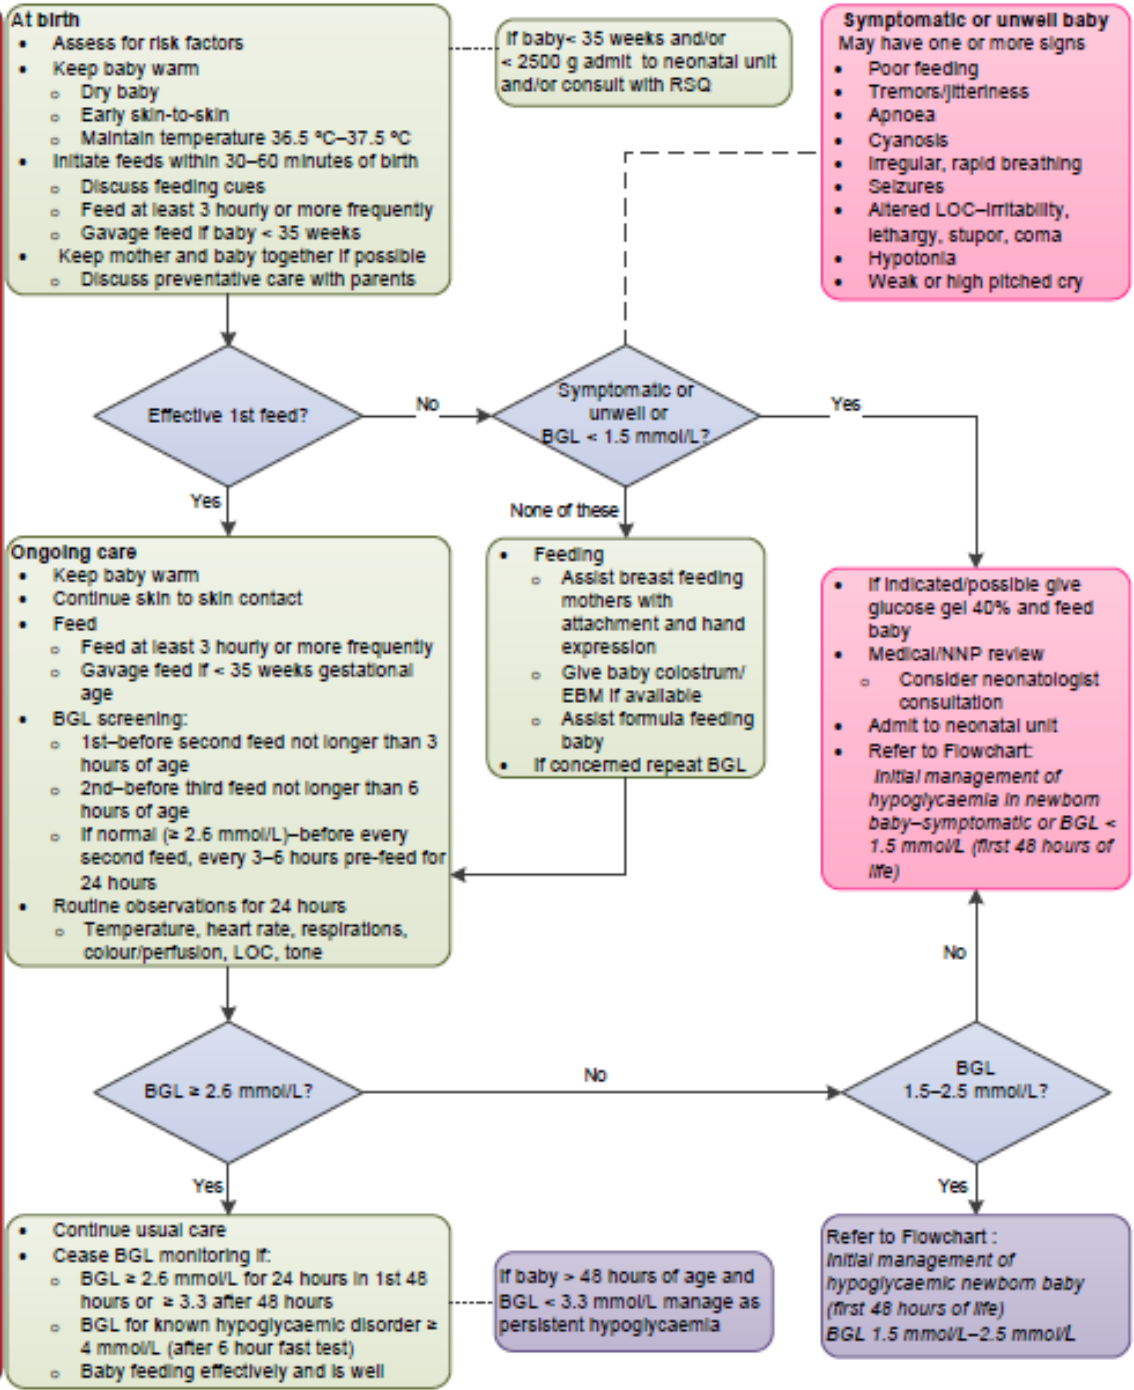 At birth
• Assess for risk factors
• Keep baby warm
o Dry baby
o Early skin-to-skin
o Maintain temperature 36.5 ºC–37.5 ºC
• Initiate feeds within 30–60 minutes of birth
o Discuss feeding cues
o Feed at least 3 hourly or more frequently
o Gavage feed if baby < 35 weeks
• Keep mother and baby together if possible
o Discuss preventative care with parents
If baby< 35 weeks and/or
< 2500 g admit to neonatal unit
and/or consult with RSQ
Symptomatic or unwell baby
May have one or more signs
• Poor feeding
• Tremors/jitteriness
• Apnoea
• Cyanosis
• Irregular, rapid breathing
• Seizures
• Altered LOC–irritability,
lethargy, stupor, coma
• Hypotonia
• Weak or high pitched cry
Effective 1st feed?
No
Symptomatic or
unwell or
BGL < 1.5 mmol/L?
Yes
Yes
None of these
Ongoing care
• Keep baby warm
• Continue skin to skin contact
• Feed
o Feed at least 3 hourly or more frequently
o Gavage feed if < 35 weeks gestational
age
• BGL screening:
o 1st–before second feed not longer than 3
hours of age
o 2nd–before third feed not longer than 6
hours of age
o If normal (≥ 2.6 mmol/L)–before every
second feed, every 3–6 hours pre-feed for
24 hours
• Routine observations for 24 hours
o Temperature, heart rate, respirations,
colour/perfusion, LOC, tone
• Feeding
o Assist breast feeding
mothers with
attachment and hand
expression
o Give baby colostrum/
EBM if available
o Assist formula feeding
baby
• If concerned repeat BGL
• If indicated/possible give
glucose gel 40% and feed
baby
• Medical/NNP review
o Consider neonatologist
consultation
• Admit to neonatal unit
• Refer to Flowchart:
Initial management of
hypoglycaemia in newborn
baby–symptomatic or BGL <
1.5 mmol/L (first 48 hours of
life)
No
BGL ≥ 2.6 mmol/L?
No
BGL
1.5–2.5 mmol/L?
Yes
Yes
• Continue usual care
• Cease BGL monitoring if:
o BGL ≥ 2.6 mmol/L for 24 hours in 1st 48
hours or ≥ 3.3 after 48 hours
o BGL for known hypoglycaemic disorder ≥
4 mmol/L (after 6 hour fast test)
o Baby feeding effectively and is well
If baby > 48 hours of age and
BGL < 3.3 mmol/L manage as
persistent hypoglycaemia
Refer to Flowchart :
Initial management of
hypoglycaemic newborn baby
(first 48 hours of life)
BGL 1.5 mmol/L–2.5 mmol/L